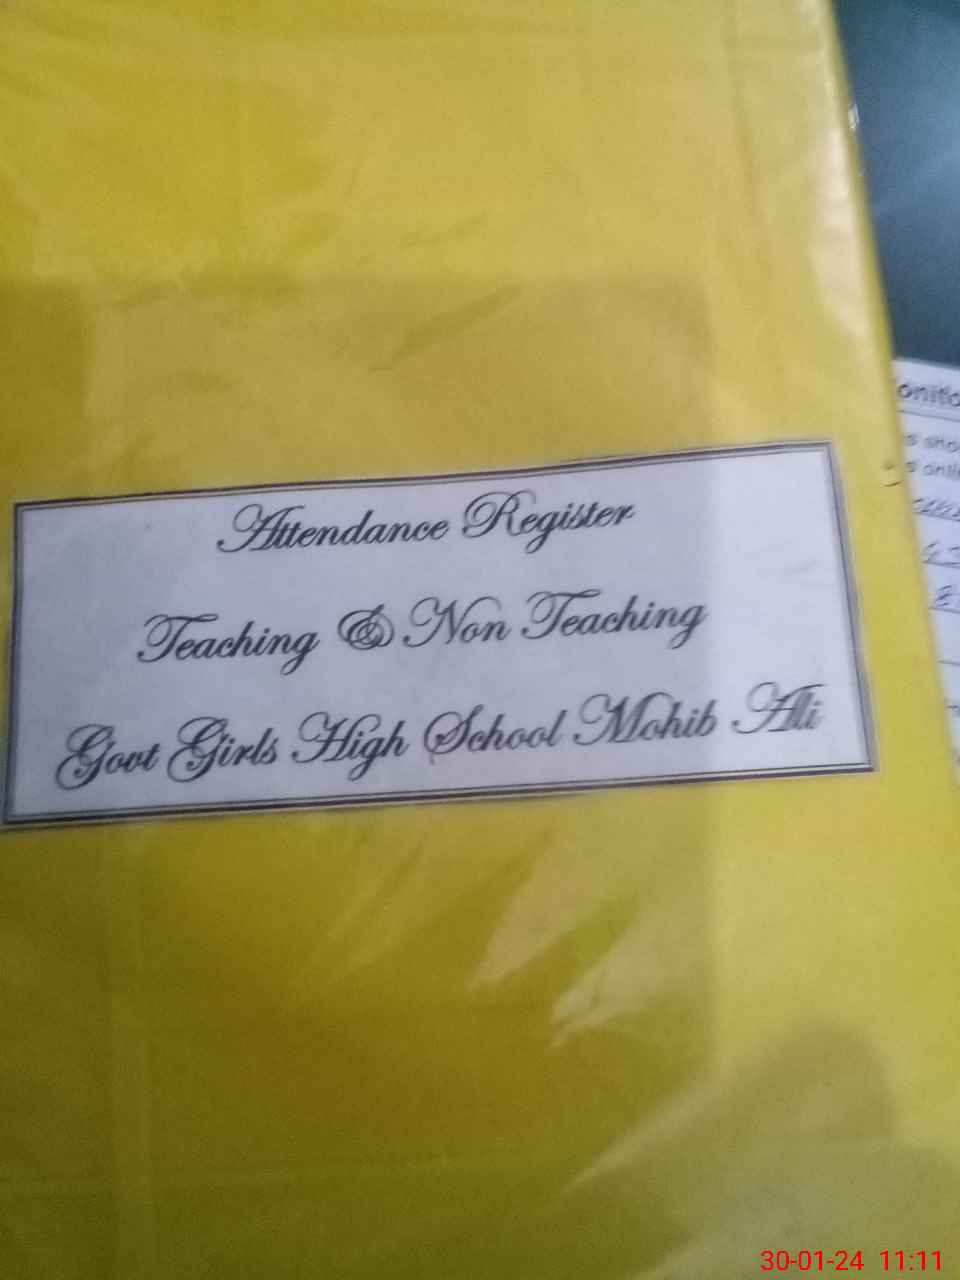 Attendance Register
Teaching & Non Teaching
Govt Girls High School Mohib Ali
30-01-24 11:11